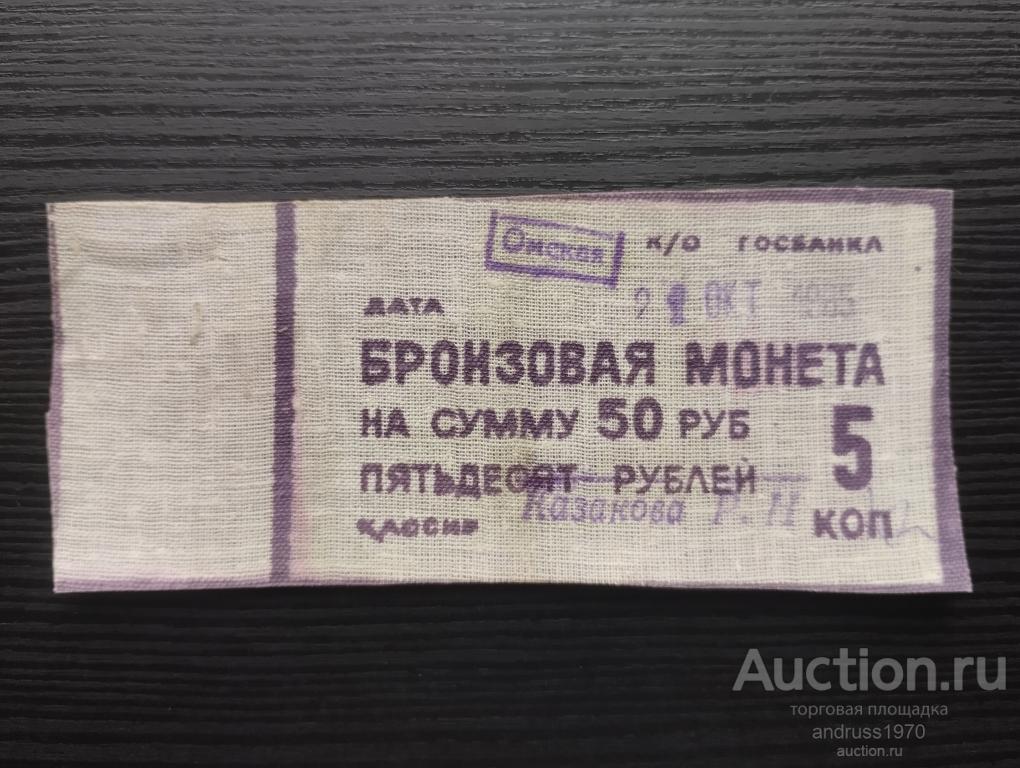 Омская К/О ГОСБАНКА
ДАТА ОКТ 1985
БРОНЗОВАЯ МОНЕТА
НА СУММУ 50 РУБ 5
ПЯТЬДЕСЯТ РУБЛЕЙ
Казакова Р. Н
КАССИР КОП
Auction.ru
торговая площадка
andruss1970
auction.ru